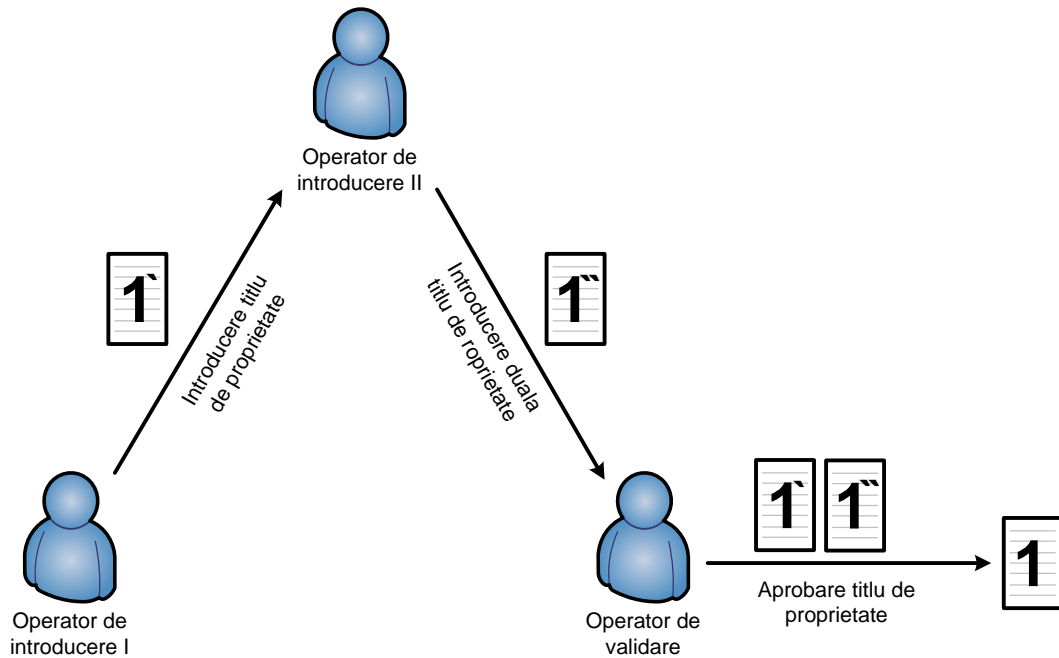 Operator de
introducere II
1`
Introducere titlu
de proprietate
Introducere duala
titlu de roprietate
1``
Operator de
introducere I
Operator de
validare
1` 1``
Aprobare titlu de
proprietate
1